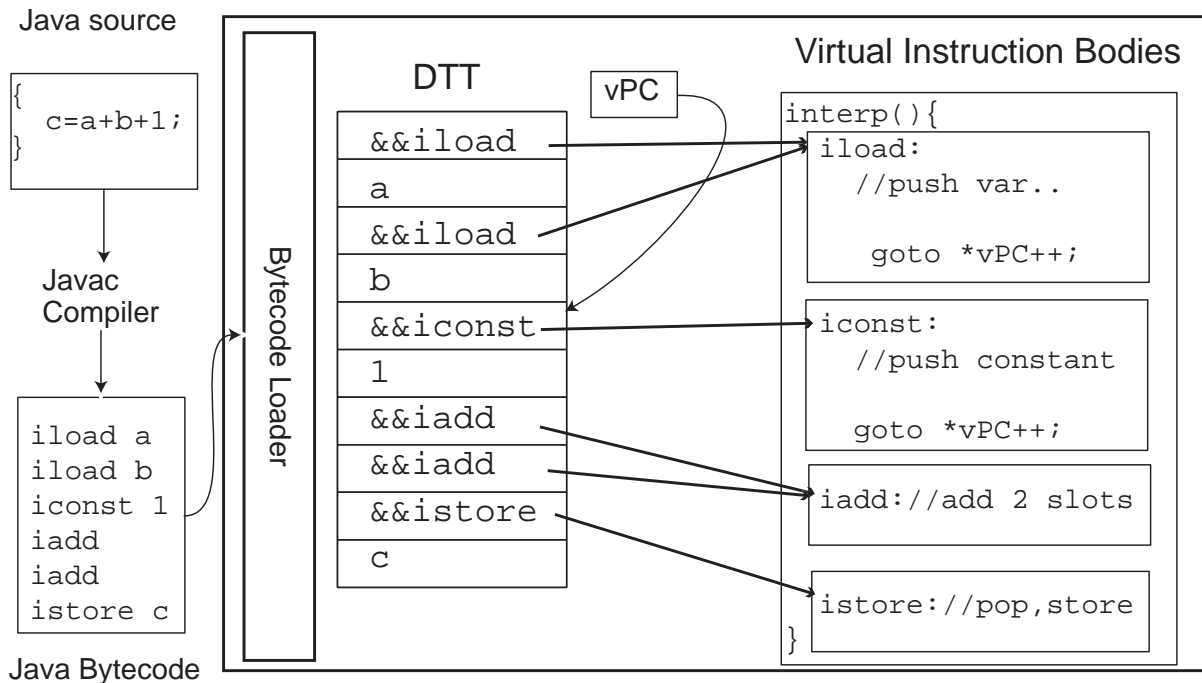 Java source
{
c=a+b+1;
}
Javac
Compiler
iload a
iload b
iconst 1
iadd
iadd
istore c
Java Bytecode
Bytecode Loader
DTT
&&iload
a
&&iload
b
&&iconst
1
&&iadd
&&iadd
&&istore
c
vPC
Virtual Instruction Bodies
interp(){
iload:
//push var..
goto *vPC++;
iconst:
//push constant
goto *vPC++;
iadd://add 2 slots
istore://pop,store
}